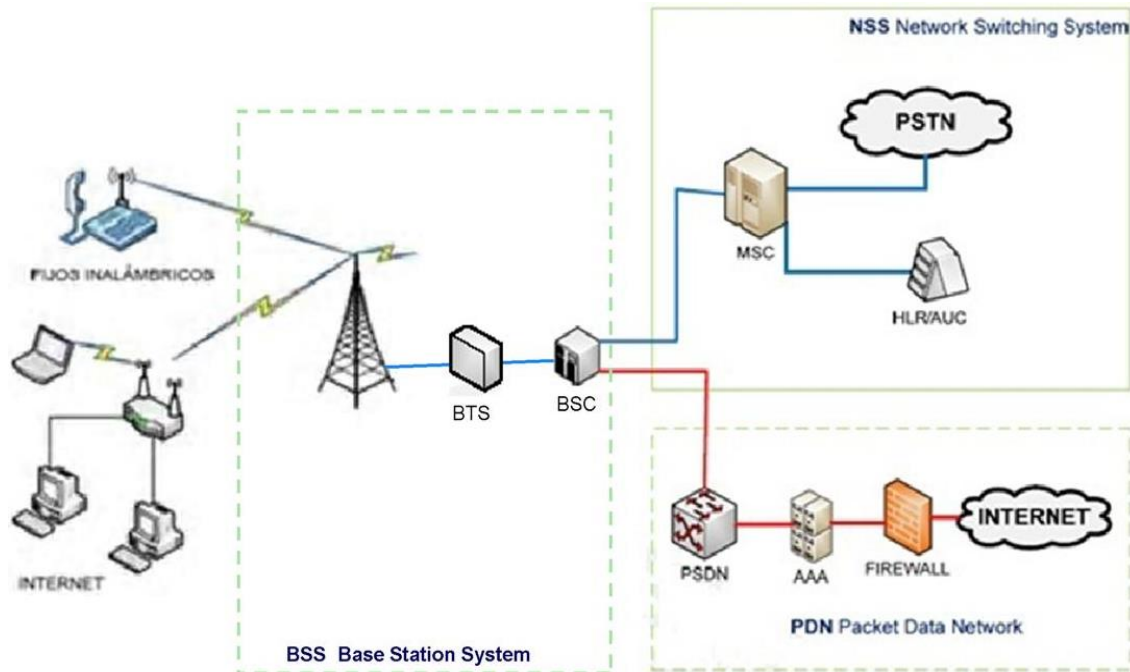 NSS Network Switching System
PSTN
MSC
HLR/AUC
FIJOS INALÁMBRICOS
BTS
BSC
INTERNET
PSDN
AAA
FIREWALL
INTERNET
PDN Packet Data Network
BSS Base Station System